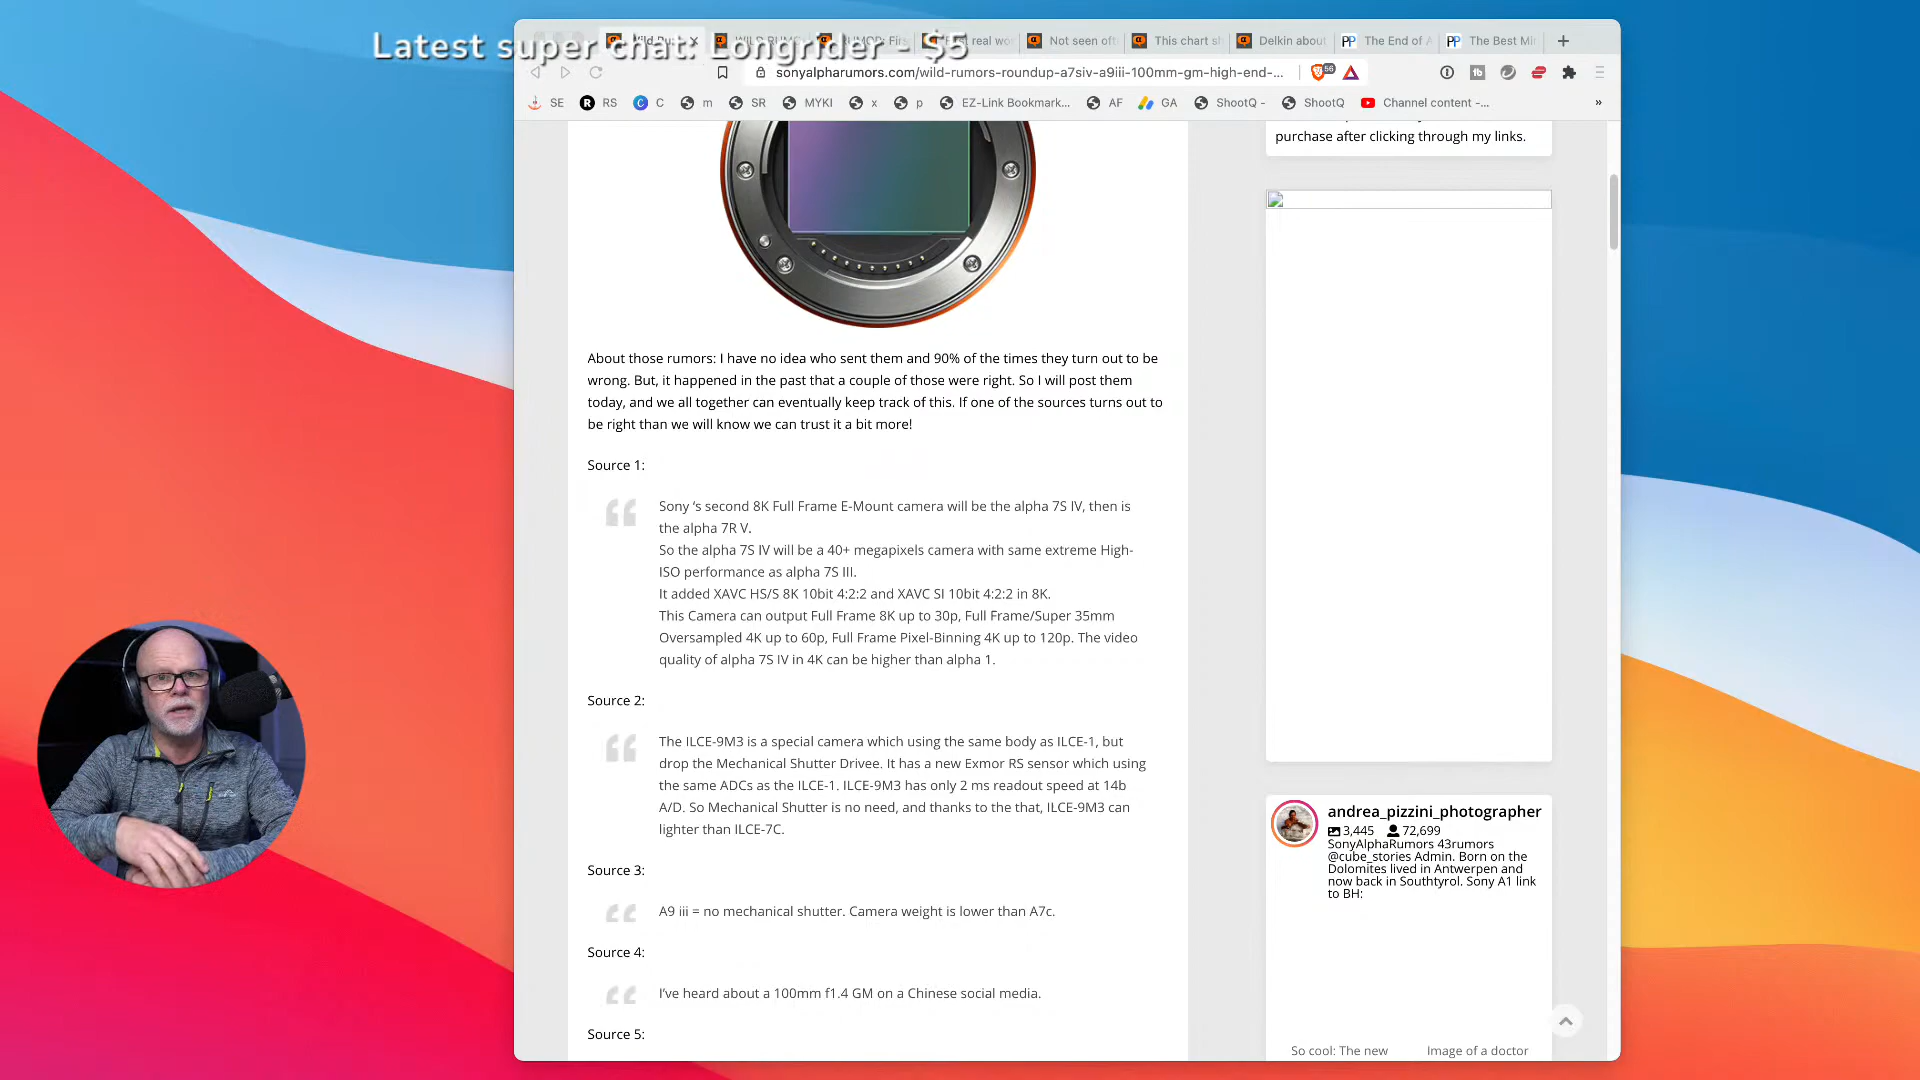 Latest super chat: Longrider - $5
Not seen oft
This chart sh
Delkin about
The End of A
The Best Mir
sonyalpharumors.com/wild-rumors-roundup-a7siv-a9iii-100mm-gm-high-end-...
56
SE
RS
C
m
SR
MYKI
x
p
EZ-Link Bookmark...
AF
GA
ShootQ -
ShootQ
Channel content -...
»
purchase after clicking through my links.
About those rumors: I have no idea who sent them and 90% of the times they turn out to be
wrong. But, it happened in the past that a couple of those were right. So I will post them
today, and we all together can eventually keep track of this. If one of the sources turns out to
be right than we will know we can trust it a bit more!
Source 1:
Sony ‘s second 8K Full Frame E-Mount camera will be the alpha 7S IV, then is
the alpha 7R V.
So the alpha 7S IV will be a 40+ megapixels camera with same extreme High-
ISO performance as alpha 7S III.
It added XAVC HS/S 8K 10bit 4:2:2 and XAVC SI 10bit 4:2:2 in 8K.
This Camera can output Full Frame 8K up to 30p, Full Frame/Super 35mm
Oversampled 4K up to 60p, Full Frame Pixel-Binning 4K up to 120p. The video
quality of alpha 7S IV in 4K can be higher than alpha 1.
Source 2:
The ILCE-9M3 is a special camera which using the same body as ILCE-1, but
drop the Mechanical Shutter Drivee. It has a new Exmor RS sensor which using
the same ADCs as the ILCE-1. ILCE-9M3 has only 2 ms readout speed at 14b
A/D. So Mechanical Shutter is no need, and thanks to the that, ILCE-9M3 can
lighter than ILCE-7C.
Source 3:
A9 iii = no mechanical shutter. Camera weight is lower than A7c.
Source 4:
I’ve heard about a 100mm f1.4 GM on a Chinese social media.
Source 5:
andrea_pizzini_photographer
3,445 72,699
SonyAlphaRumors 43rumors
@cube_stories Admin. Born on the
Dolomites lived in Antwerpen and
now back in Southtyrol. Sony A1 link
to BH:
So cool: The new
Image of a doctor